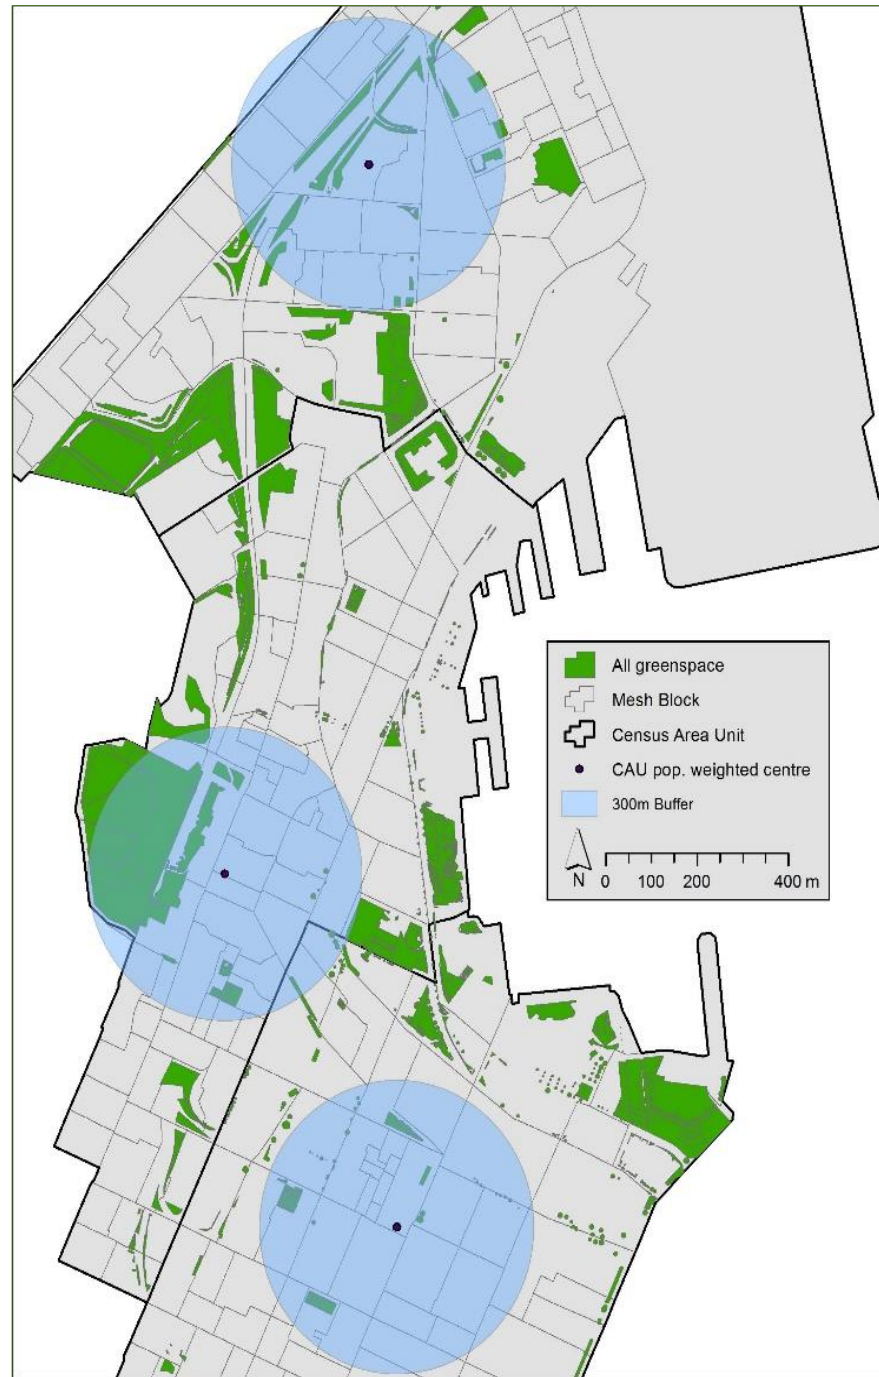 All greenspace
Mesh Block
Census Area Unit
CAU pop. weighted centre
300m Buffer
N 0 100 200 400 m